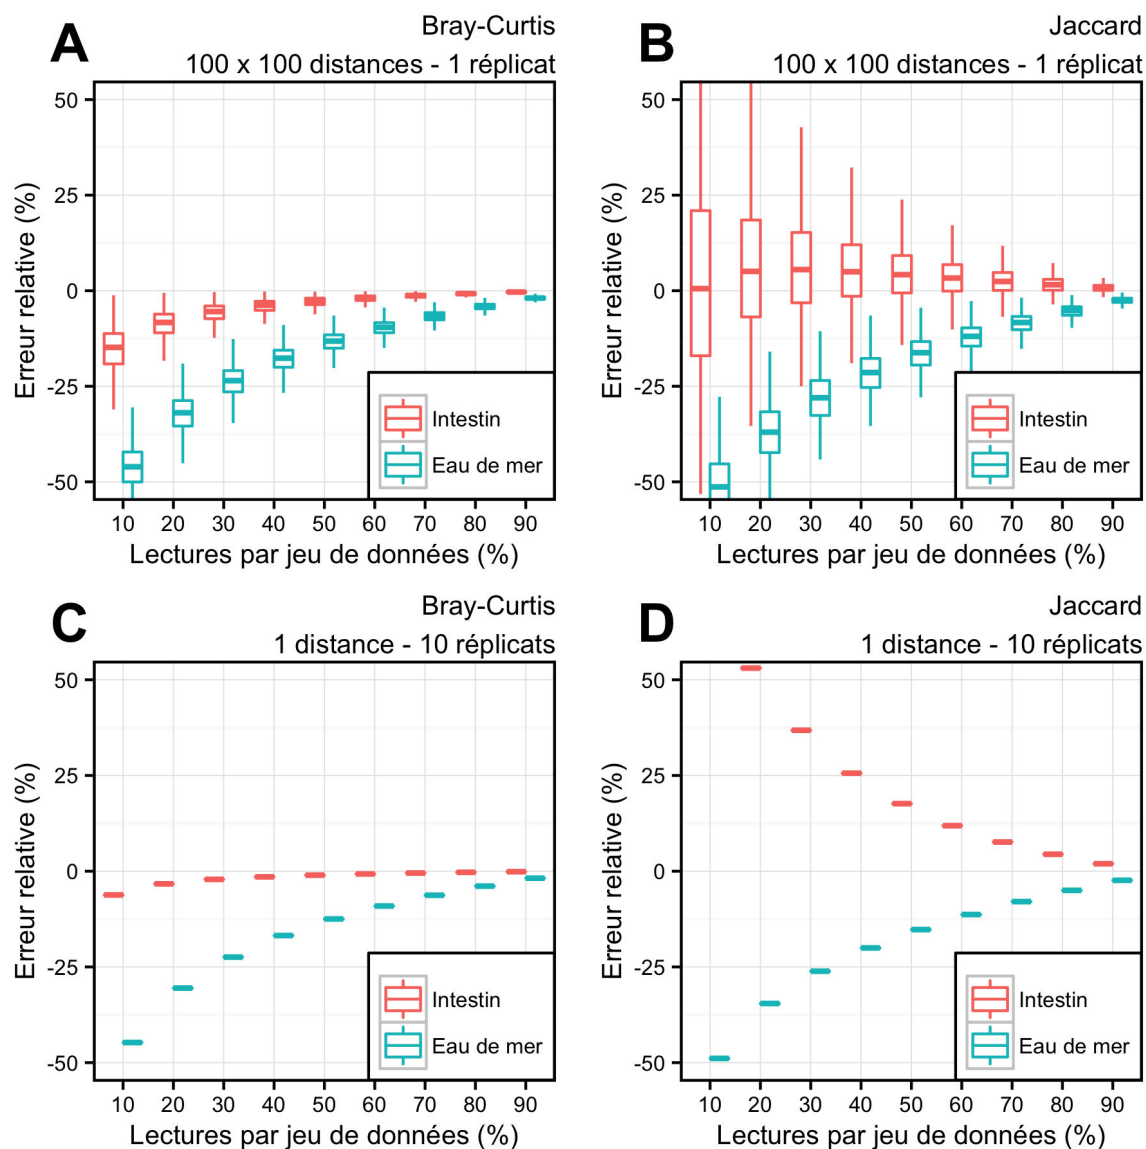 A
Bray-Curtis
100 x 100 distances - 1 réplicat
Erreur relative (%)
50
25
0
-25
-50
Intestin
Eau de mer
10 20 30 40 50 60 70 80 90
Lectures par jeu de données (%)
B
Jaccard
100 x 100 distances - 1 réplicat
Erreur relative (%)
50
25
0
-25
-50
Intestin
Eau de mer
10 20 30 40 50 60 70 80 90
Lectures par jeu de données (%)
C
Bray-Curtis
1 distance - 10 réplicats
Erreur relative (%)
50
25
0
-25
-50
Intestin
Eau de mer
10 20 30 40 50 60 70 80 90
Lectures par jeu de données (%)
D
Jaccard
1 distance - 10 réplicats
Erreur relative (%)
50
25
0
-25
-50
Intestin
Eau de mer
10 20 30 40 50 60 70 80 90
Lectures par jeu de données (%)